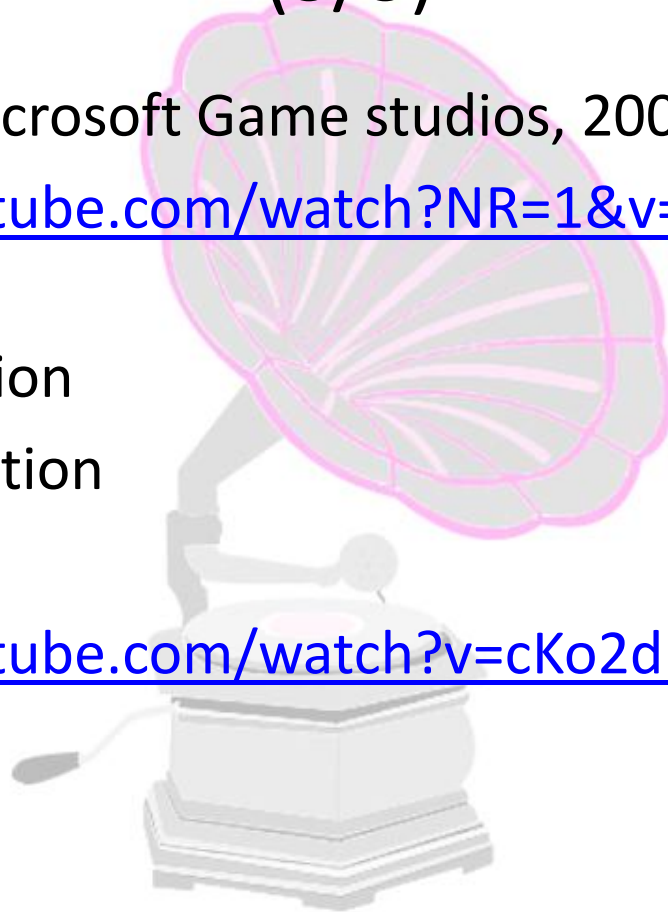 crosoft Game studios, 200
tube.com/watch?NR=1&v=
ion
tion
tube.com/watch?v=cKo2d